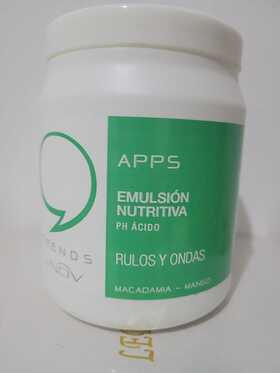 APPS
EMULSIÓN
NUTRITIVA
PH ÁCIDO
RULOS Y ONDAS
MACADAMIA - MANGO